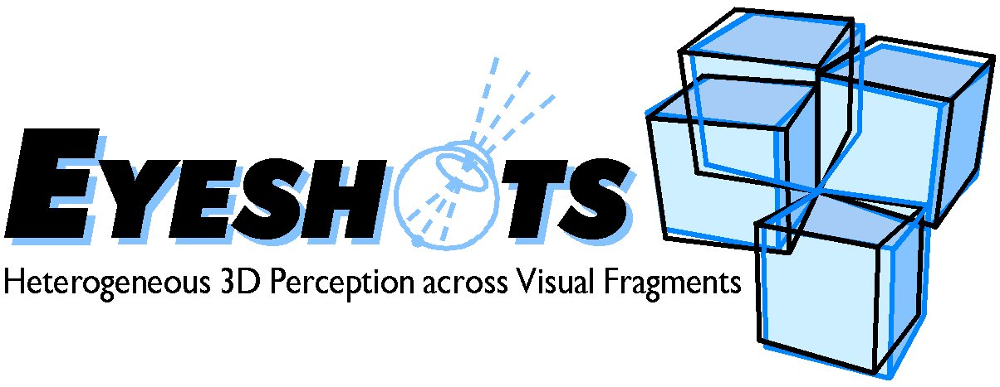 EYESHOTS
Heterogeneous 3D Perception across Visual Fragments